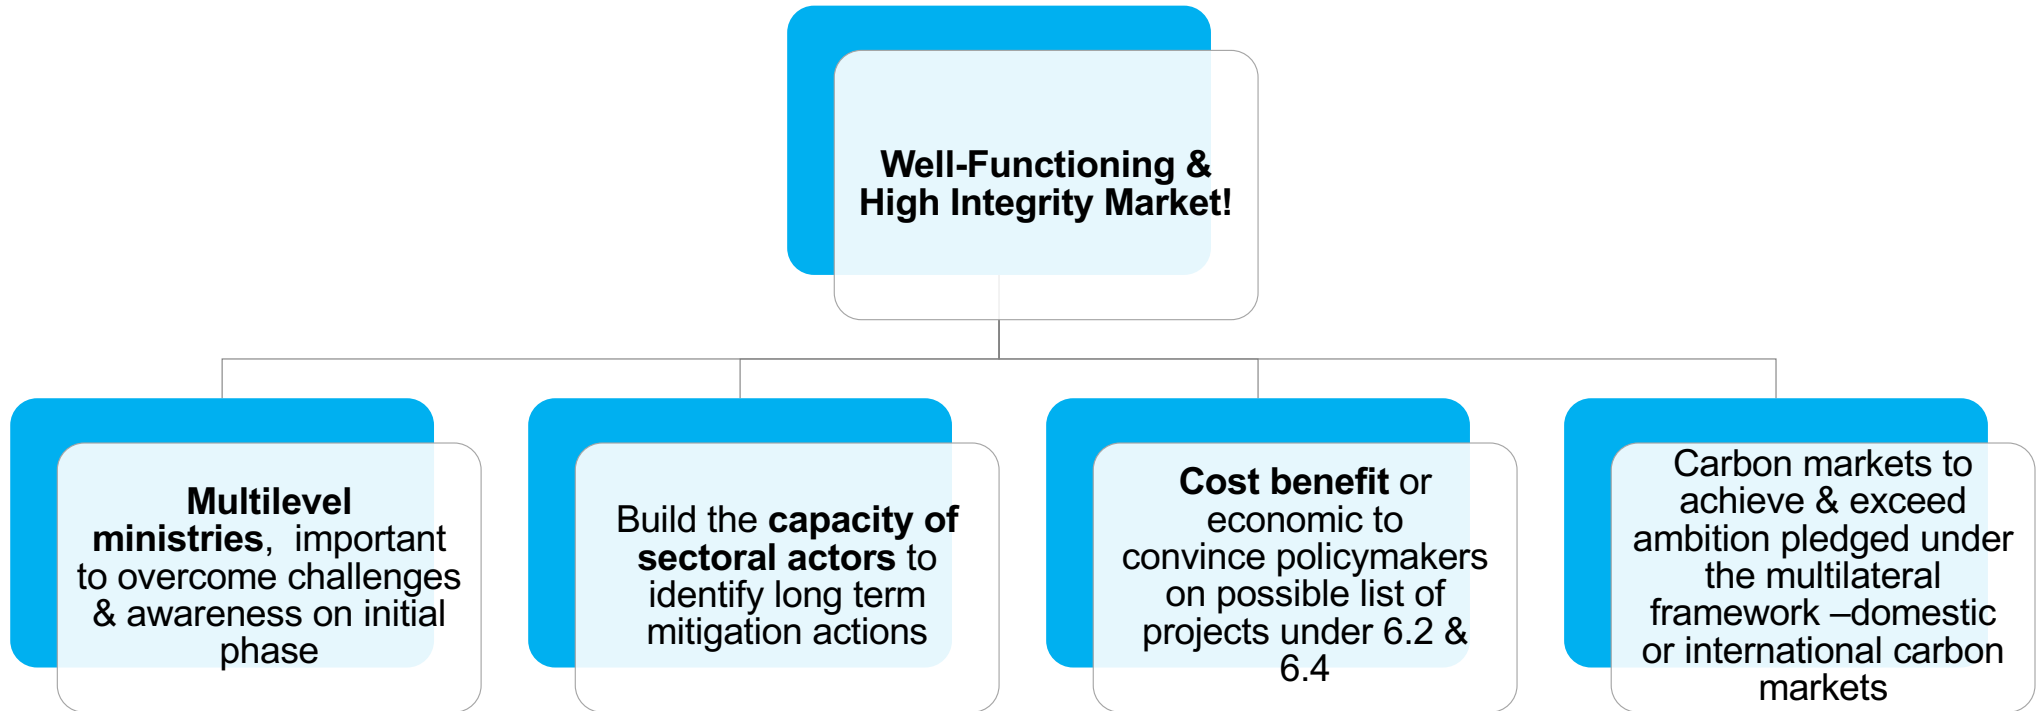 Well-Functioning &
High Integrity Market!
Multilevel
ministries,  important
to overcome challenges
& awareness on initial
phase
Build the capacity of
sectoral actors to
identify long term
mitigation actions
Cost benefit or
economic to
convince policymakers
on possible list of
projects under 6.2 &
6.4
Carbon markets to
achieve & exceed
ambition pledged under
the multilateral
framework –domestic
or international carbon
markets